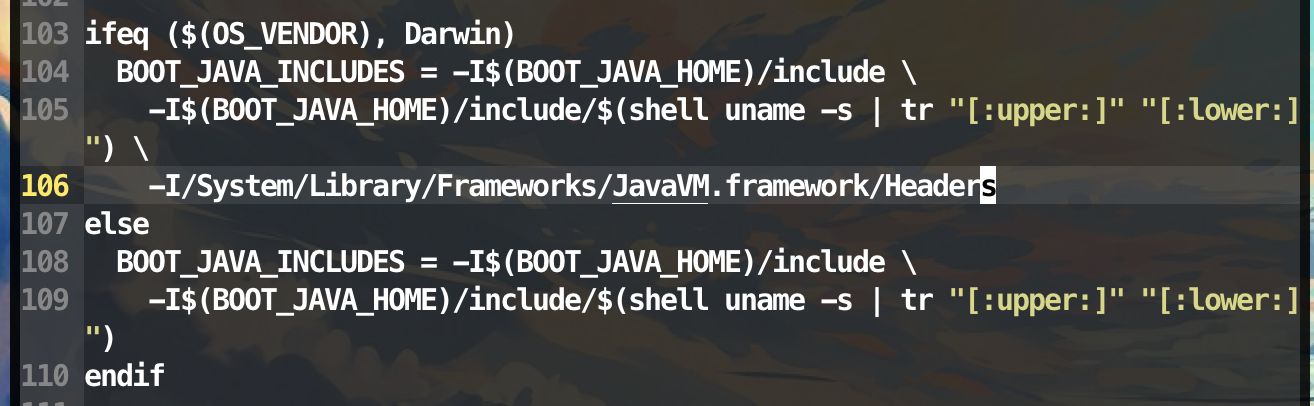 103 ifeq ($(OS_VENDOR), Darwin)
104   BOOT_JAVA_INCLUDES = -I$(BOOT_JAVA_HOME)/include \
105     -I$(BOOT_JAVA_HOME)/include/$(shell uname -s | tr "[:upper:]" "[:lower:]
") \
106     -I/System/Library/Frameworks/JavaVM.framework/Headers
107 else
108   BOOT_JAVA_INCLUDES = -I$(BOOT_JAVA_HOME)/include \
109     -I$(BOOT_JAVA_HOME)/include/$(shell uname -s | tr "[:upper:]" "[:lower:]
")
110 endif